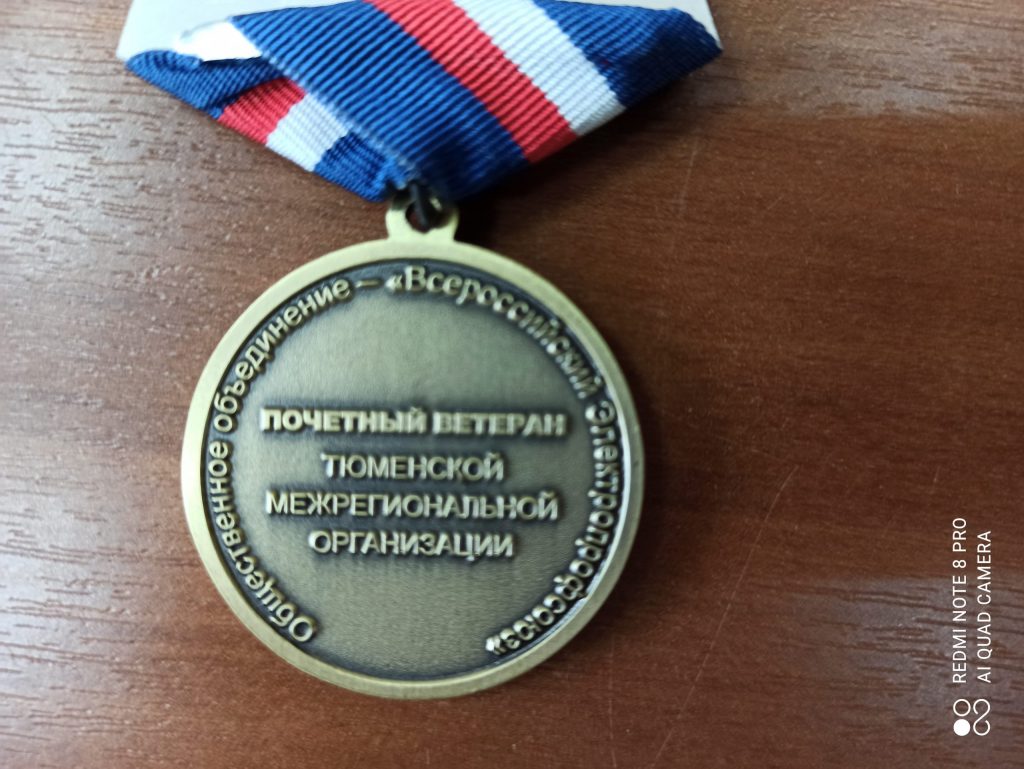 Общественное объединение – «Всероссийский Электропрофсоюз»
ПОЧЕТНЫЙ ВЕТЕРАН
ТЮМЕНСКОЙ
МЕЖРЕГИОНАЛЬНОЙ
ОРГАНИЗАЦИИ
REDMI NOTE 8 PRO
AI QUAD CAMERA